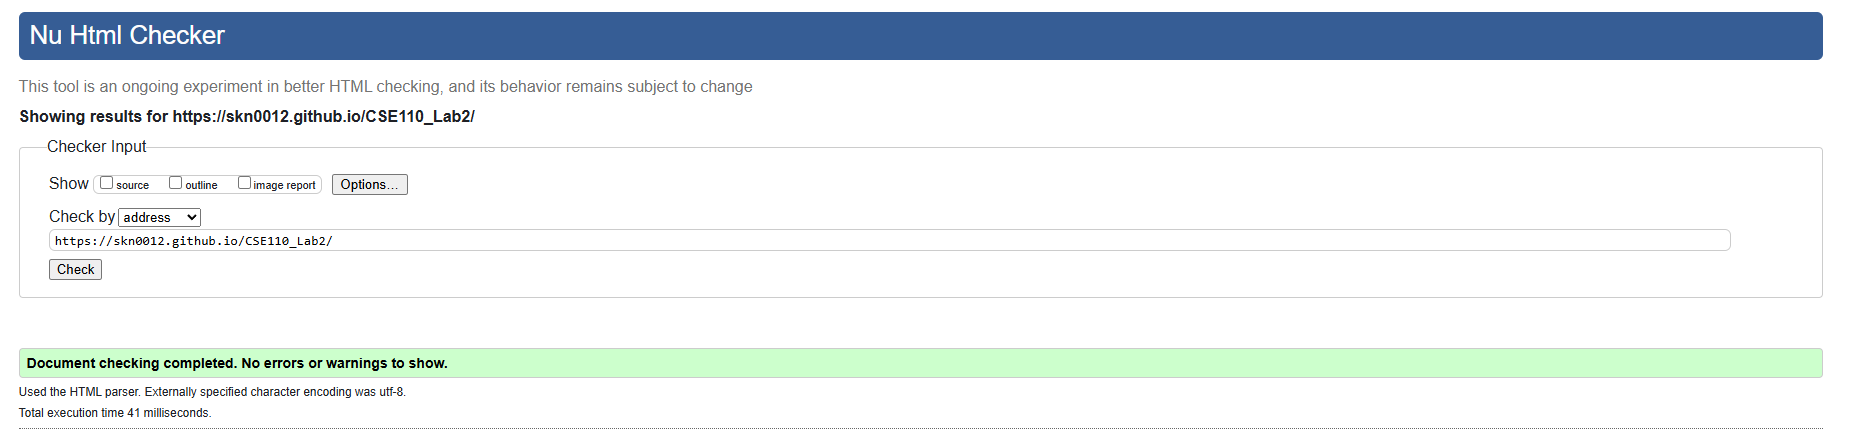 Nu Html Checker
This tool is an ongoing experiment in better HTML checking, and its behavior remains subject to change
Showing results for https://skn0012.github.io/CSE110_Lab2/
Checker Input
Show source outline image report Options...
Check by address
https://skn0012.github.io/CSE110_Lab2/
Check
Document checking completed. No errors or warnings to show.
Used the HTML parser. Externally specified character encoding was utf-8.
Total execution time 41 milliseconds.